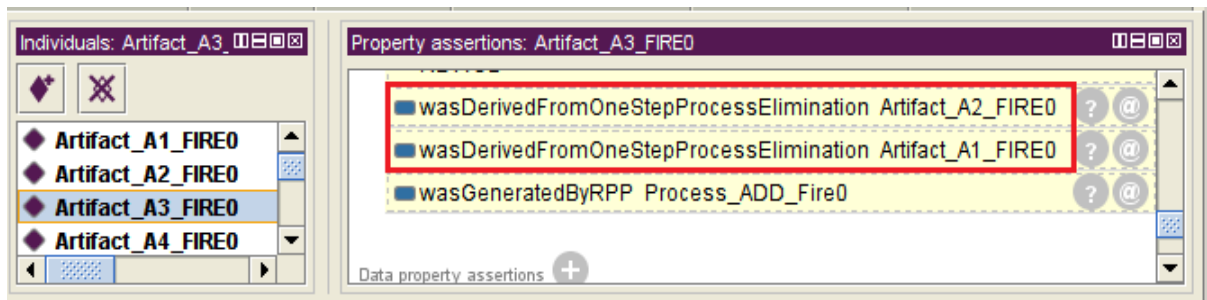 Individuals: Artifact_A3_
Artifact_A1_FIRE0
Artifact_A2_FIRE0
Artifact_A3_FIRE0
Artifact_A4_FIRE0
Property assertions: Artifact_A3_FIRE0
wasDerivedFromOneStepProcessElimination Artifact_A2_FIRE0
? @
wasDerivedFromOneStepProcessElimination Artifact_A1_FIRE0
? @
wasGeneratedByRPP Process_ADD_Fire0
? @
Data property assertions